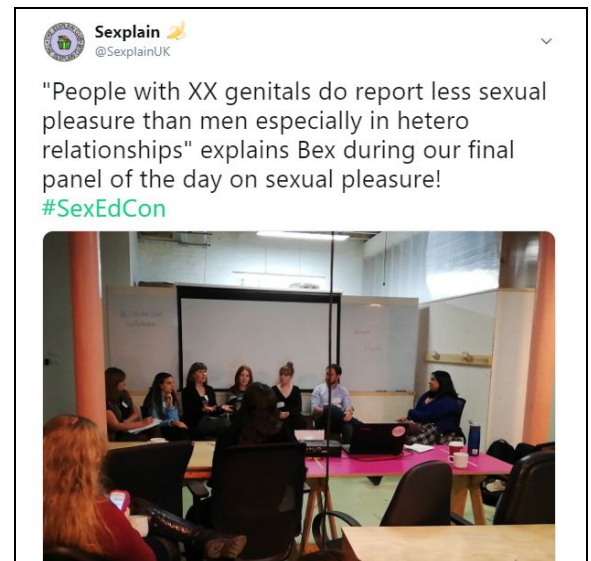 Sexplain
@SexplainUK
"People with XX genitals do report less sexual
pleasure than men especially in hetero
relationships" explains Bex during our final
panel of the day on sexual pleasure!
#SexEdCon